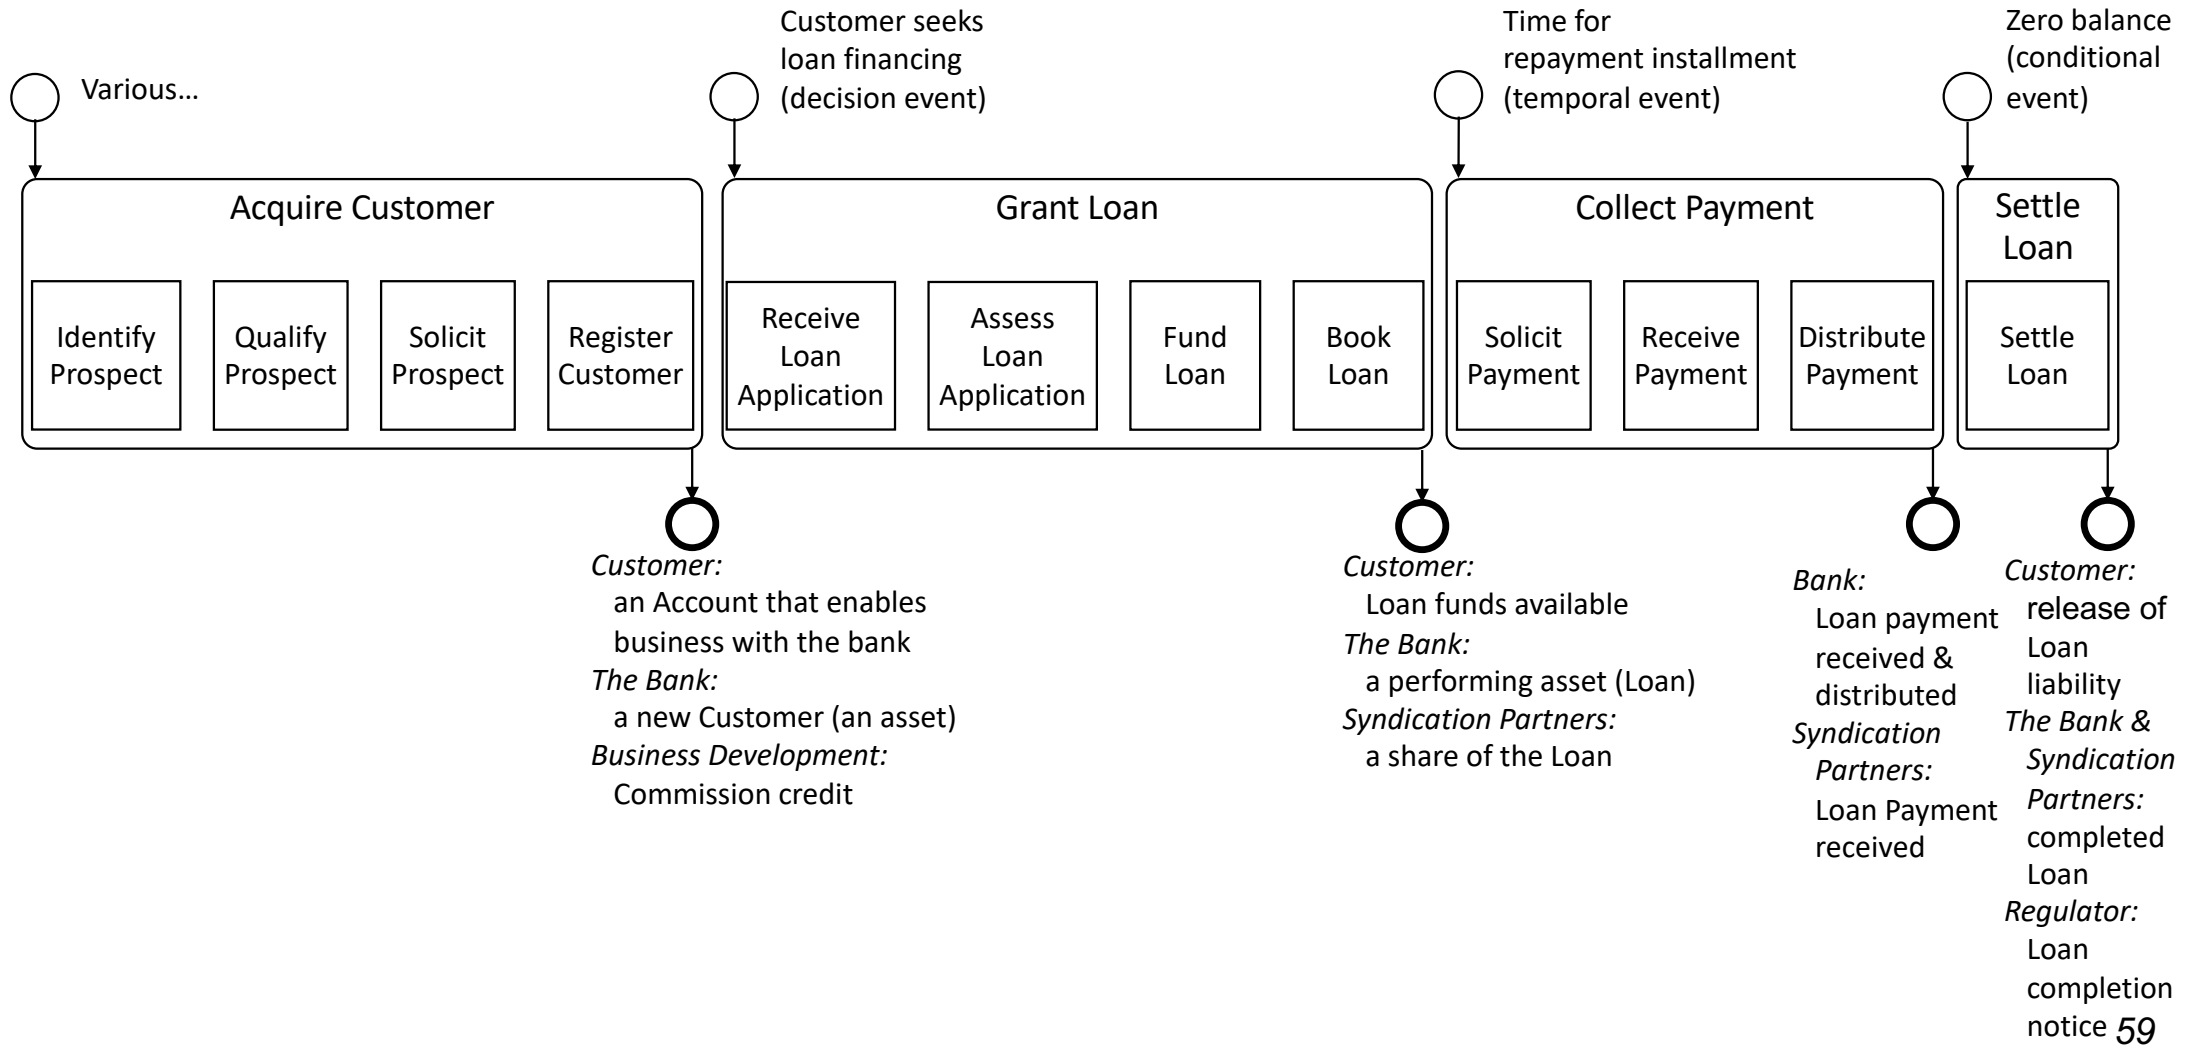 Various...
Customer seeks
loan financing
(decision event)
Time for
repayment installment
(temporal event)
Zero balance
(conditional
event)
Acquire Customer
Identify
Prospect
Qualify
Prospect
Solicit
Prospect
Register
Customer
Grant Loan
Receive
Loan
Application
Assess
Loan
Application
Fund
Loan
Book
Loan
Collect Payment
Solicit
Payment
Receive
Payment
Distribute
Payment
Settle
Loan
Settle
Loan
Customer:
an Account that enables
business with the bank
The Bank:
a new Customer (an asset)
Business Development:
Commission credit
Customer:
Loan funds available
The Bank:
a performing asset (Loan)
Syndication Partners:
a share of the Loan
Bank:
Loan payment
received &
distributed
Syndication
Partners:
Loan Payment
received
Customer:
release of
Loan
liability
The Bank &
Syndication
Partners:
completed
Loan
Regulator:
Loan
completion
notice
59